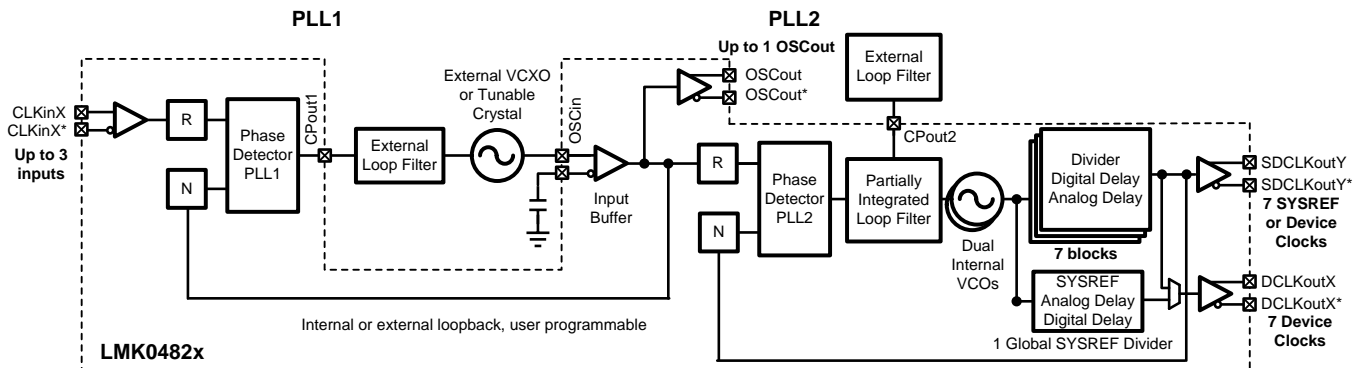 PLL1
PLL2
Up to 1 OSCout
External
Loop Filter
External VCXO
or Tunable
Crystal
OSCout
OSCout*
CLKinX
CLKinX*
Up to 3
inputs
R
N
Phase
Detector
PLL1
CPout1
External
Loop Filter
OSCin
Input
Buffer
R
N
Phase
Detector
PLL2
CPout2
Partially
Integrated
Loop Filter
Dual
Internal
VCOs
Divider
Digital Delay
Analog Delay
7 blocks
SYSREF
Analog Delay
Digital Delay
1 Global SYSREF Divider
SDCLKoutY
SDCLKoutY*
7 SYSREF
or Device
Clocks
DCLKoutX
DCLKoutX*
7 Device
Clocks
Internal or external loopback, user programmable
LMK0482x